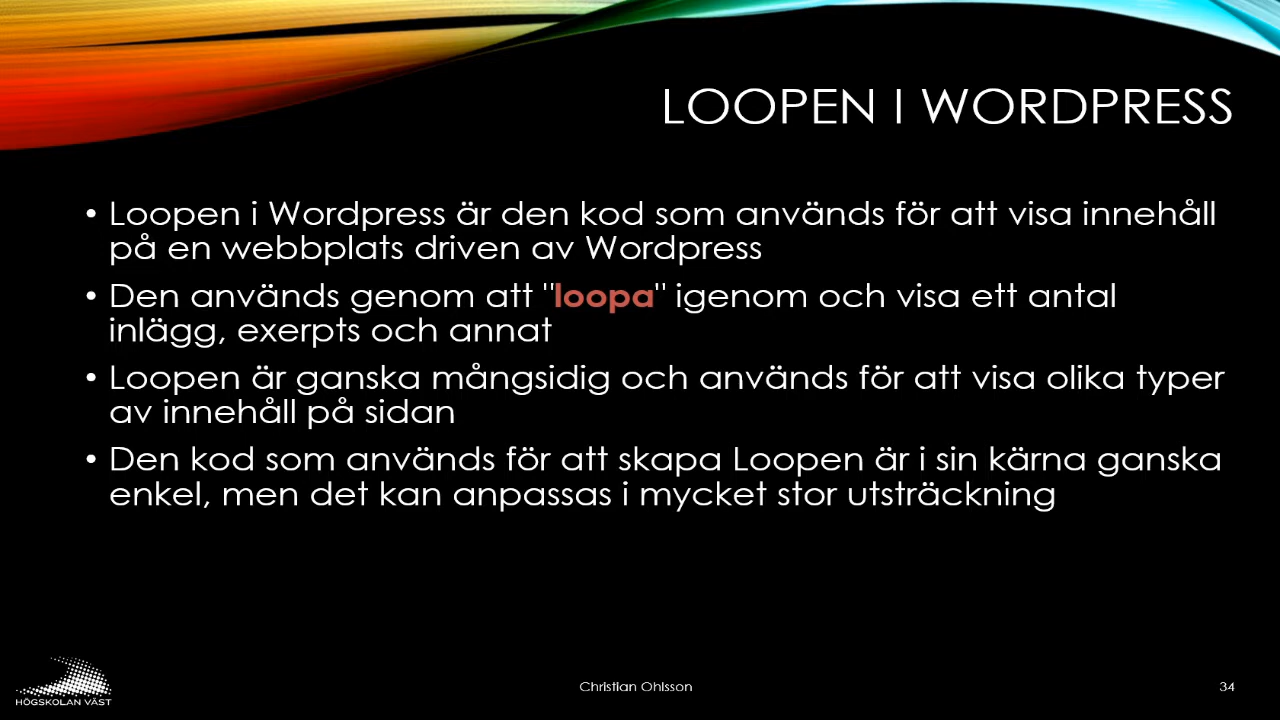 LOOPEN I WORDPRESS
• Loopen i Wordpress är den kod som används för att visa innehåll
på en webbplats driven av Wordpress
• Den används genom att "loopa" igenom och visa ett antal
inlägg, exerpts och annat
• Loopen är ganska mångsidig och används för att visa olika typer
av innehåll på sidan
• Den kod som används för att skapa Loopen är i sin kärna ganska
enkel, men det kan anpassas i mycket stor utsträckning
HÖGSKOLAN VÄST
Christian Ohlsson
34